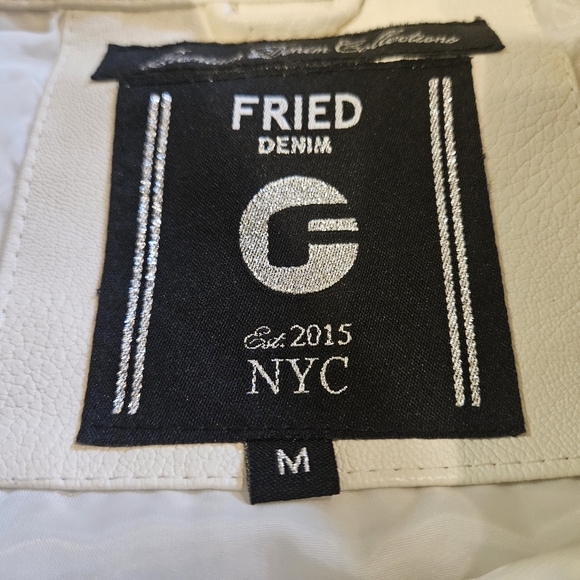 Denim Collections
FRIED
DENIM
Est. 2015
NYC
M